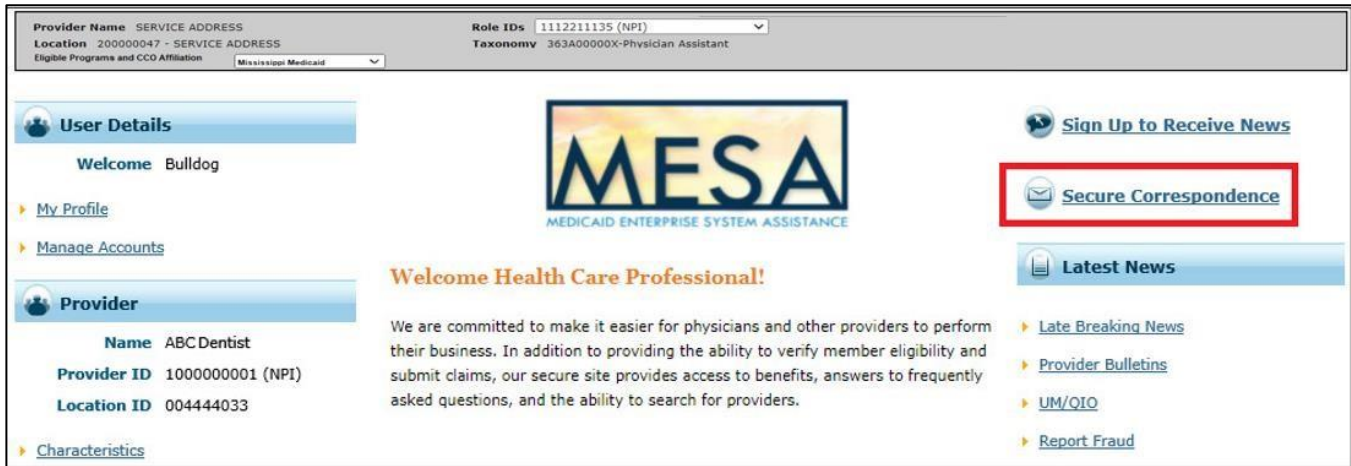 Provider Name SERVICE ADDRESS
Role IDs 1112211135 (NPI)
Location 200000047 - SERVICE ADDRESS
Taxonomy 363A00000X-Physician Assistant
Eligible Programs and CCO Affiliation Mississippi Medicaid
User Details
Welcome Bulldog
My Profile
Manage Accounts
Provider
Name ABC Dentist
Provider ID 1000000001 (NPI)
Location ID 004444033
Characteristics
MESA
MEDICAID ENTERPRISE SYSTEM ASSISTANCE
Welcome Health Care Professional!
We are committed to make it easier for physicians and other providers to perform
their business. In addition to providing the ability to verify member eligibility and
submit claims, our secure site provides access to benefits, answers to frequently
asked questions, and the ability to search for providers.
Sign Up to Receive News
Secure Correspondence
Latest News
Late Breaking News
Provider Bulletins
UM/QIO
Report Fraud